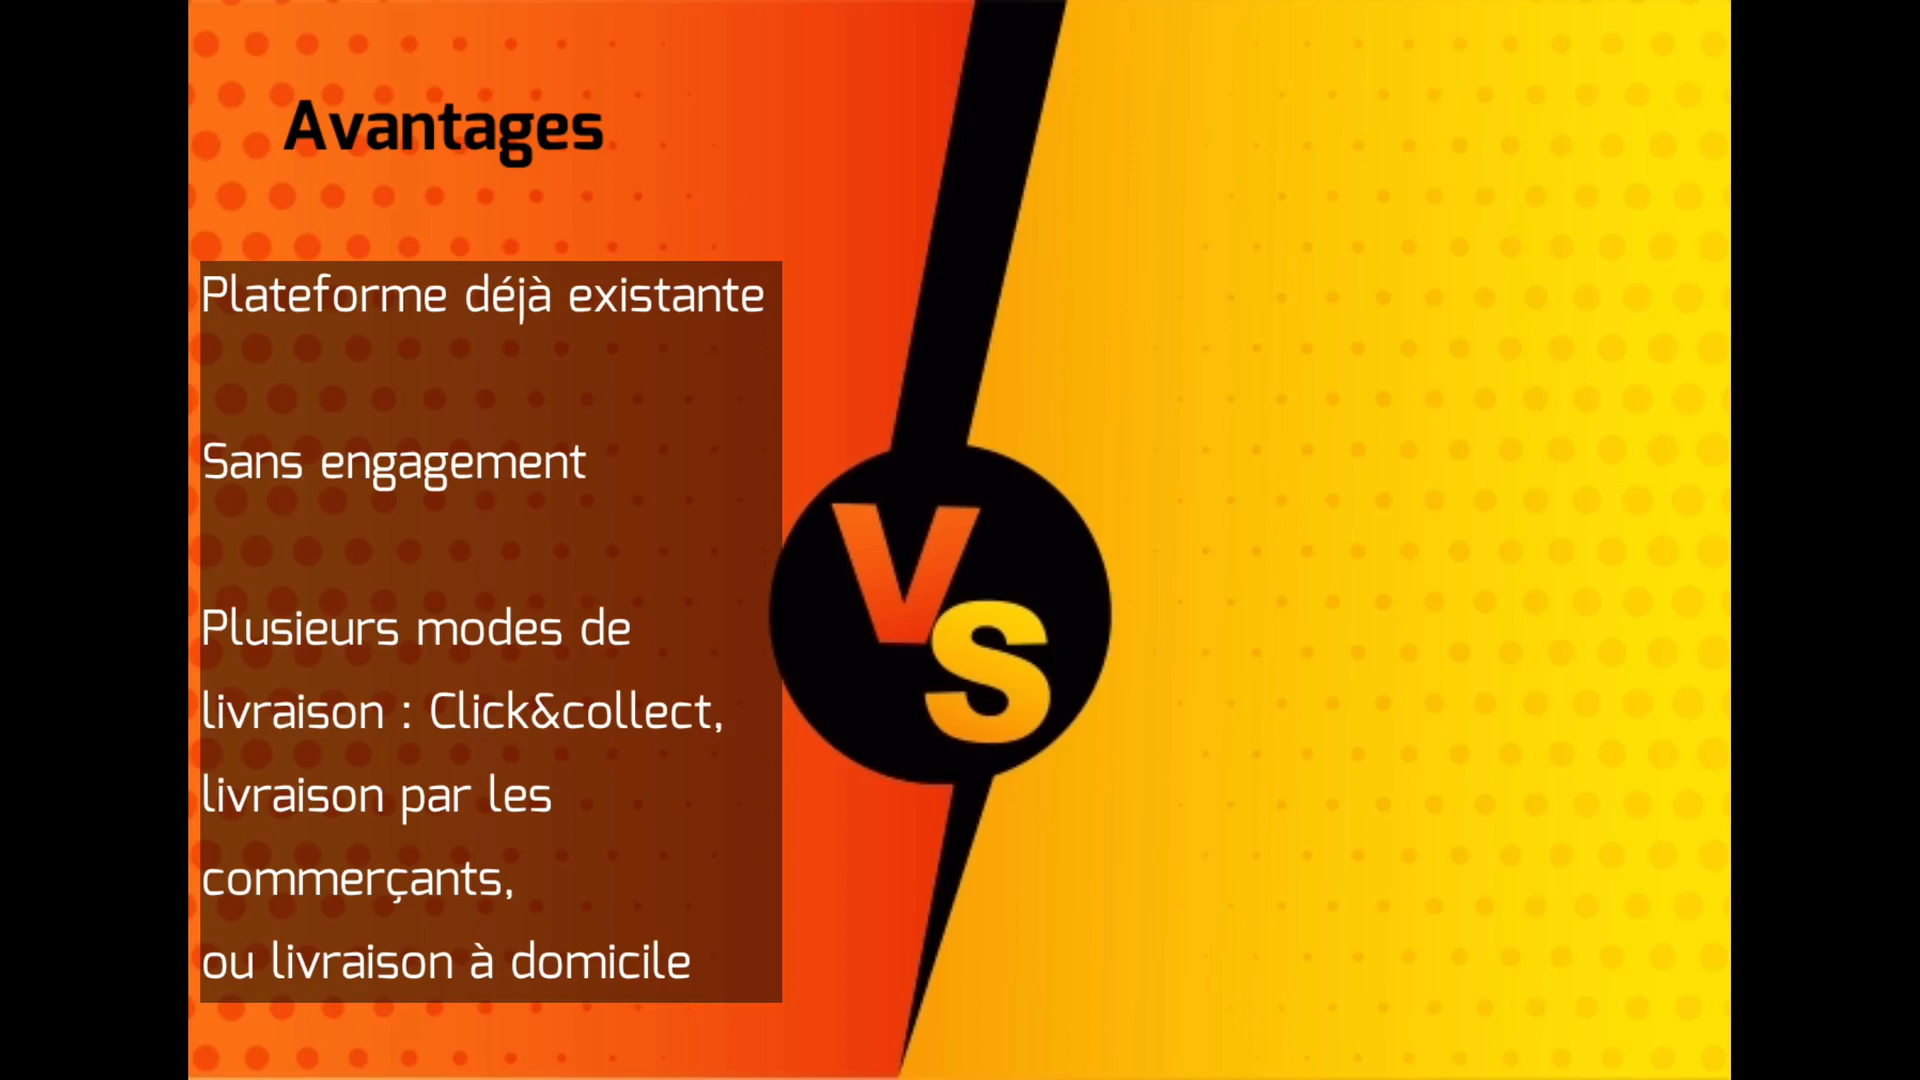 Avantages
Plateforme déjà existante
Sans engagement
Plusieurs modes de
livraison : Click&collect,
livraison par les
commerçants,
ou livraison à domicile
VS